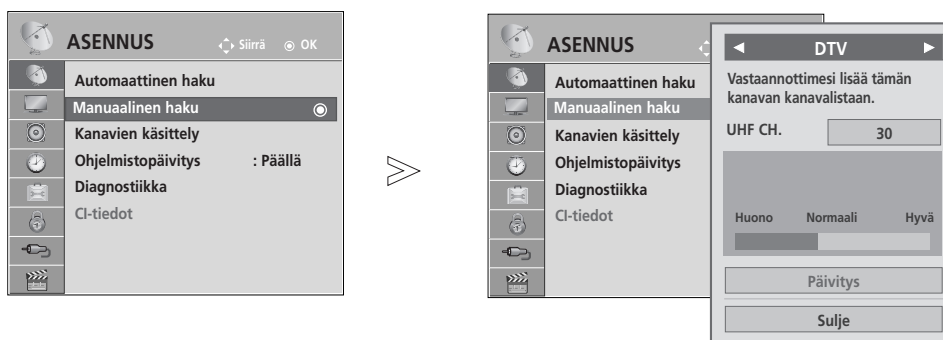 ASENNUS
Siirrä
OK
Automaattinen haku
Manuaalinen haku
Kanavien käsittely
Ohjelmistopäivitys : Päällä
Diagnostiikka
CI-tiedot
ASENNUS
Automaattinen haku
Manuaalinen haku
Kanavien käsittely
Ohjelmistopäivitys
Diagnostiikka
CI-tiedot
DTV
Vastaannottimesi lisää tämän
kanavan kanavalistaan.
UHF CH. 30
Huono Normaali Hyvä
Päivitys
Sulje